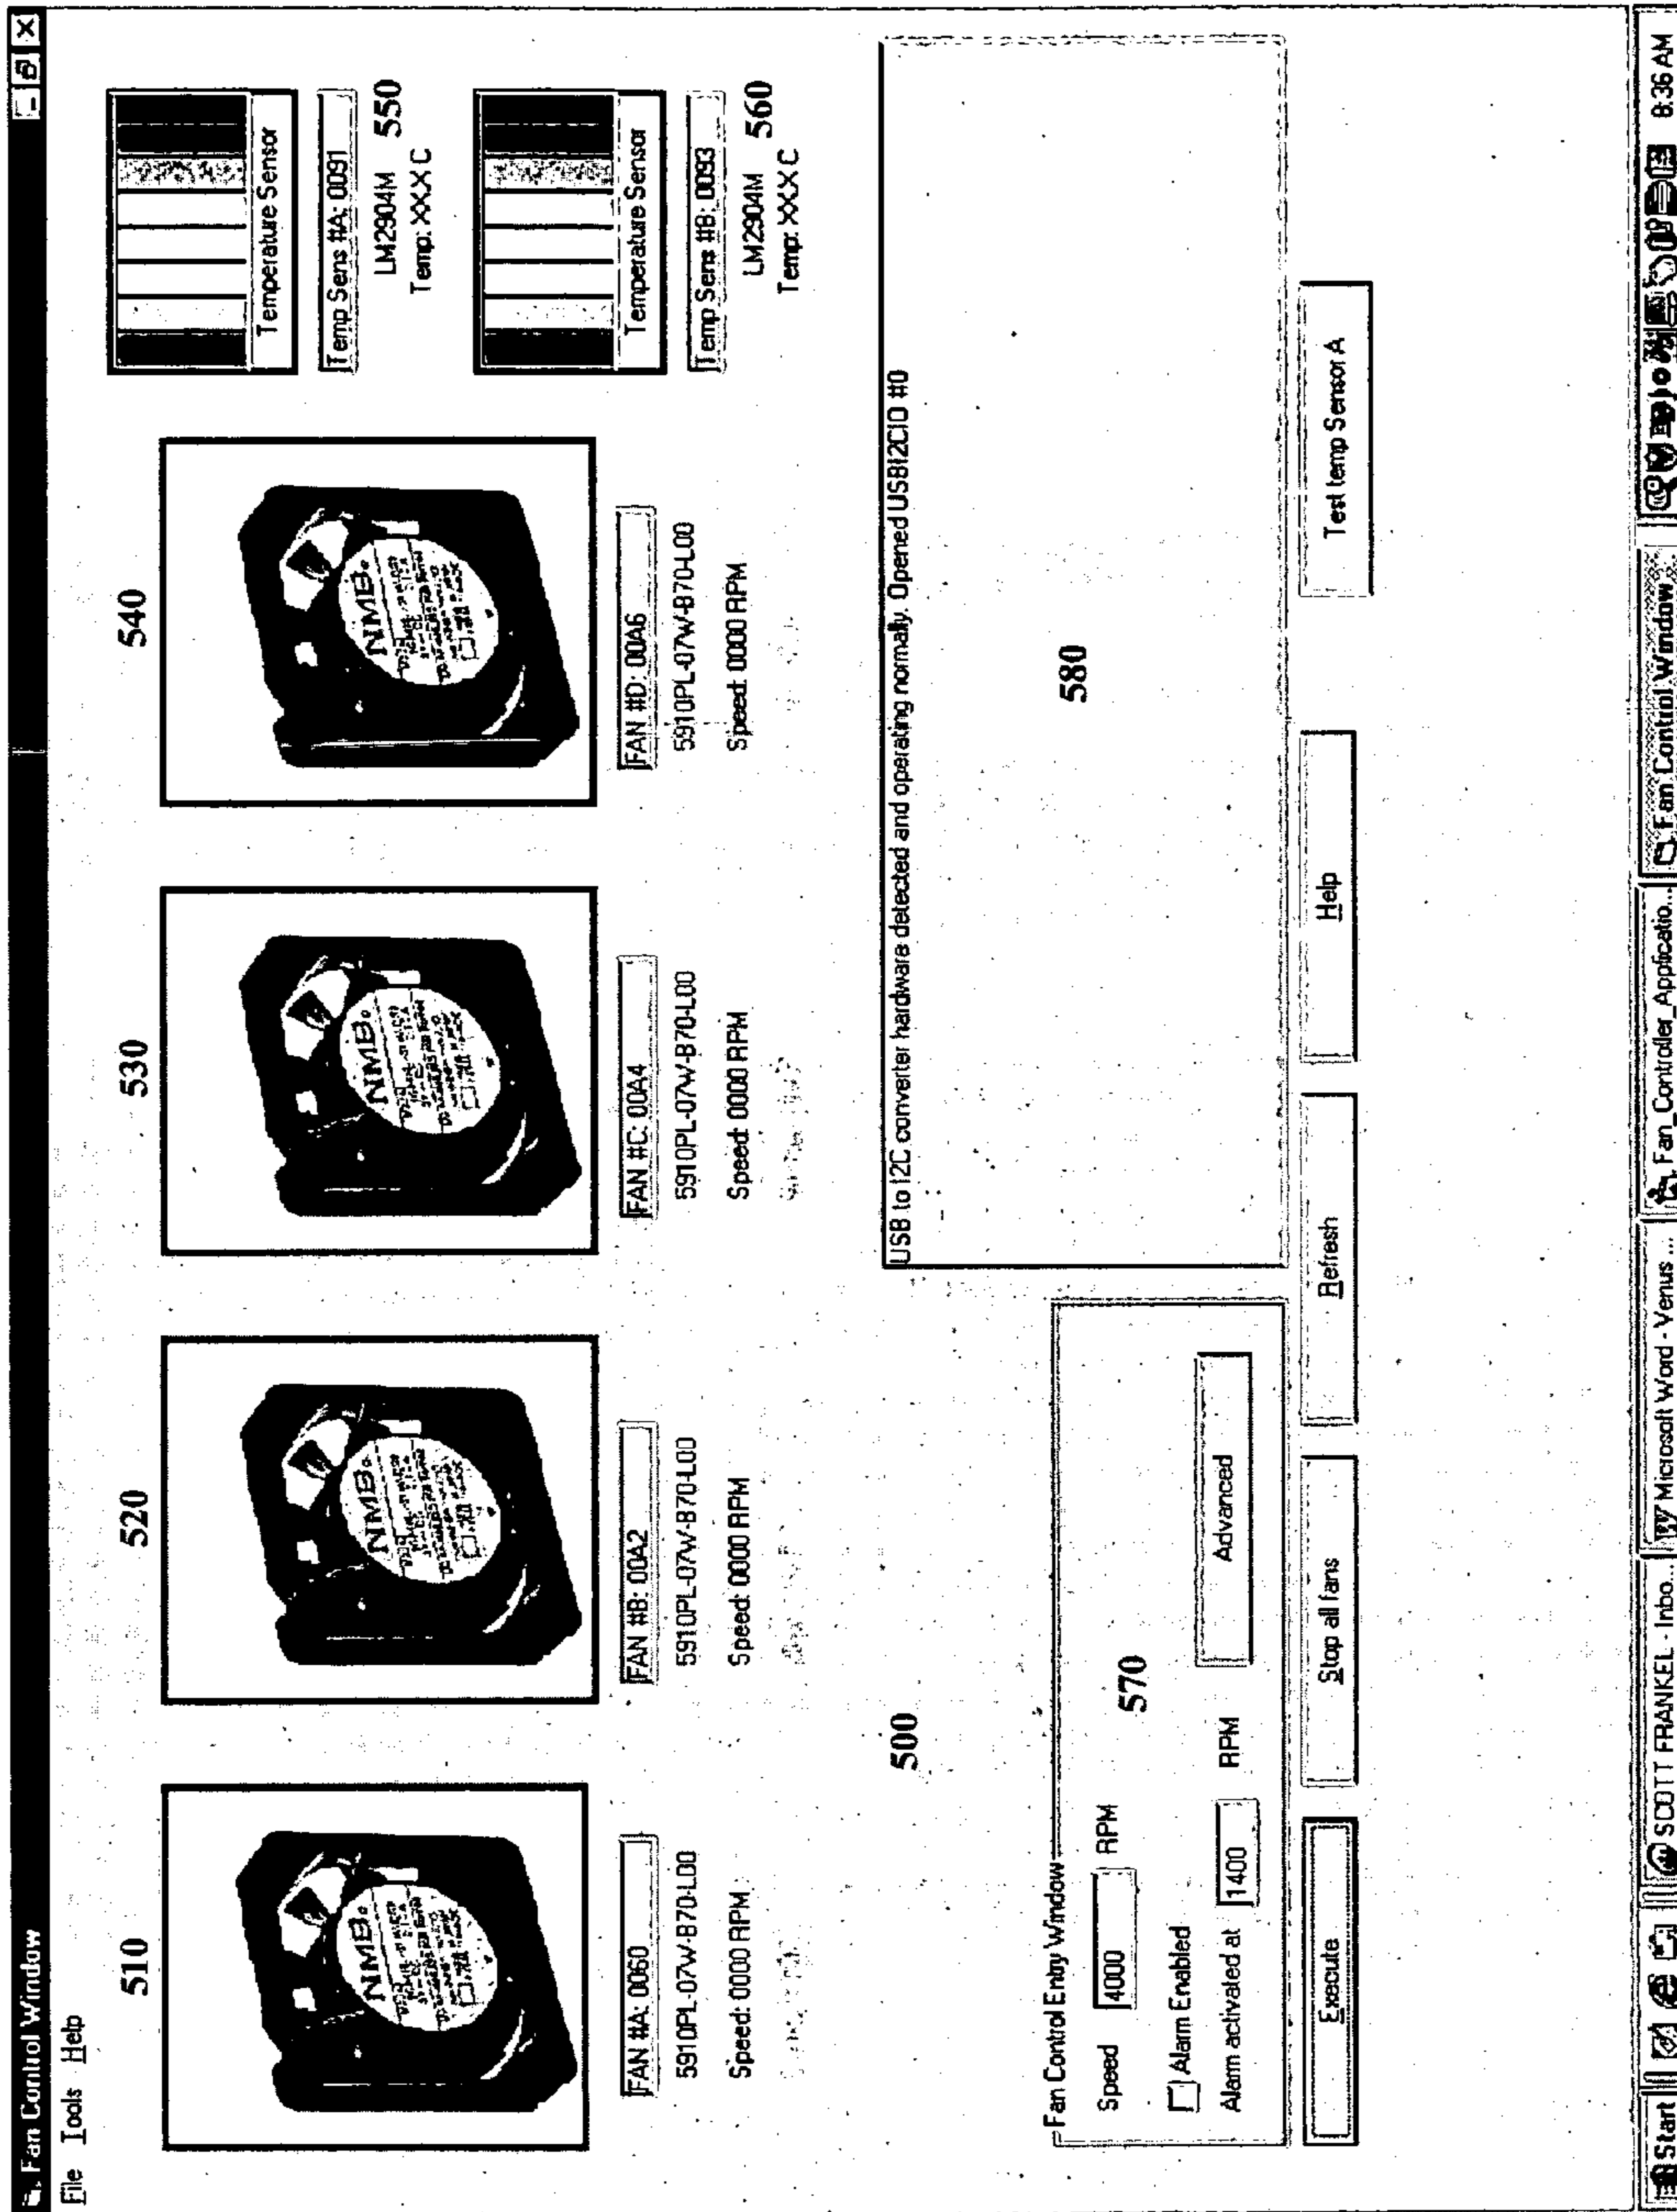 Fan Control Window
File Tools Help
510
520
530
540
NMB
NMB
NMB
NMB
Temperature Sensor
Temp Sens #A: 0091
LM2904M 550
Temp: XX.X C
Temperature Sensor
Temp Sens #B: 0093
LM2904M 560
Temp: XX.X C
FAN #A: 0060
5910PL-07W-B70-L00
Speed: 0000 RPM
FAN #B: 00A2
5910PL-07W-B70-L00
Speed: 0000 RPM
FAN #C: 00A4
5910PL-07W-B70-L00
Speed: 0000 RPM
FAN #D: 00A6
5910PL-07W-B70-L00
Speed: 0000 RPM
500
Fan Control Entry Window
Speed 4000 RPM
570
Alarm Enabled
Alarm activated at 1400 RPM
Advanced
USB to I2C converter hardware detected and operating normally. Opened USBI2CIO #0
580
Execute
Stop all fans
Refresh
Help
Test temp Sensor A
Start
SCOTT FRANKEL - Inbo...
Microsoft Word - Venus ...
Fan_Controller_Applicatio...
Fan Control Window
8:36 AM